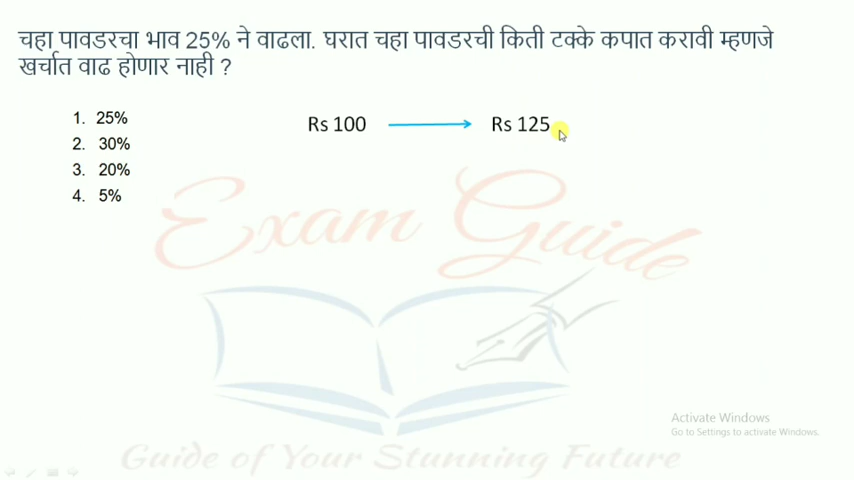 चहा पावडरचा भाव 25% ने वाढला. घरात चहा पावडरची किती टक्के कपात करावी म्हणजे
खर्चात वाढ होणार नाही ?
1. 25%
Rs 100 Rs 125
2. 30%
3. 20%
4. 5%
Exam Guide
Activate Windows
Go to Settings to activate Windows.
Guide of Your Stunning Future